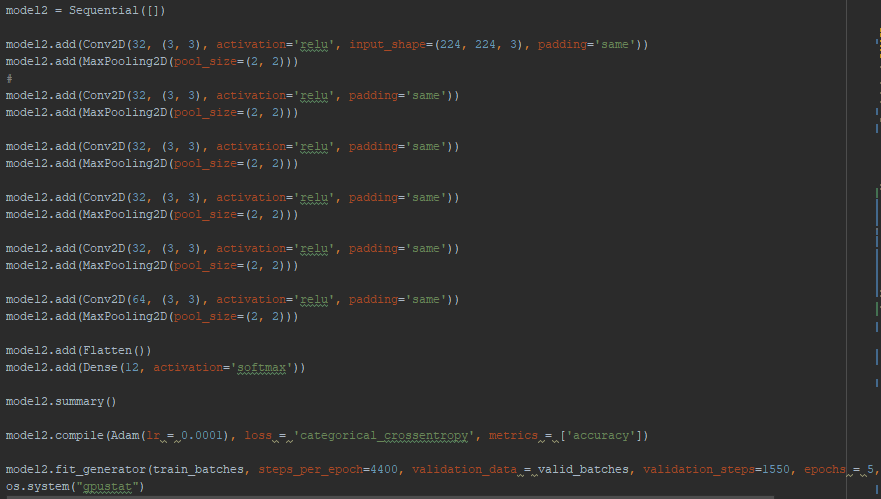 model2 = Sequential([])
model2.add(Conv2D(32, (3, 3), activation='relu', input_shape=(224, 224, 3), padding='same'))
model2.add(MaxPooling2D(pool_size=(2, 2)))
#
model2.add(Conv2D(32, (3, 3), activation='relu', padding='same'))
model2.add(MaxPooling2D(pool_size=(2, 2)))
model2.add(Conv2D(32, (3, 3), activation='relu', padding='same'))
model2.add(MaxPooling2D(pool_size=(2, 2)))
model2.add(Conv2D(32, (3, 3), activation='relu', padding='same'))
model2.add(MaxPooling2D(pool_size=(2, 2)))
model2.add(Conv2D(32, (3, 3), activation='relu', padding='same'))
model2.add(MaxPooling2D(pool_size=(2, 2)))
model2.add(Conv2D(64, (3, 3), activation='relu', padding='same'))
model2.add(MaxPooling2D(pool_size=(2, 2)))
model2.add(Flatten())
model2.add(Dense(12, activation='softmax'))
model2.summary()
model2.compile(Adam(lr = 0.0001), loss = 'categorical_crossentropy', metrics = ['accuracy'])
model2.fit_generator(train_batches, steps_per_epoch=4400, validation_data = valid_batches, validation_steps=1550, epochs = 5,
os.system("gpustat")